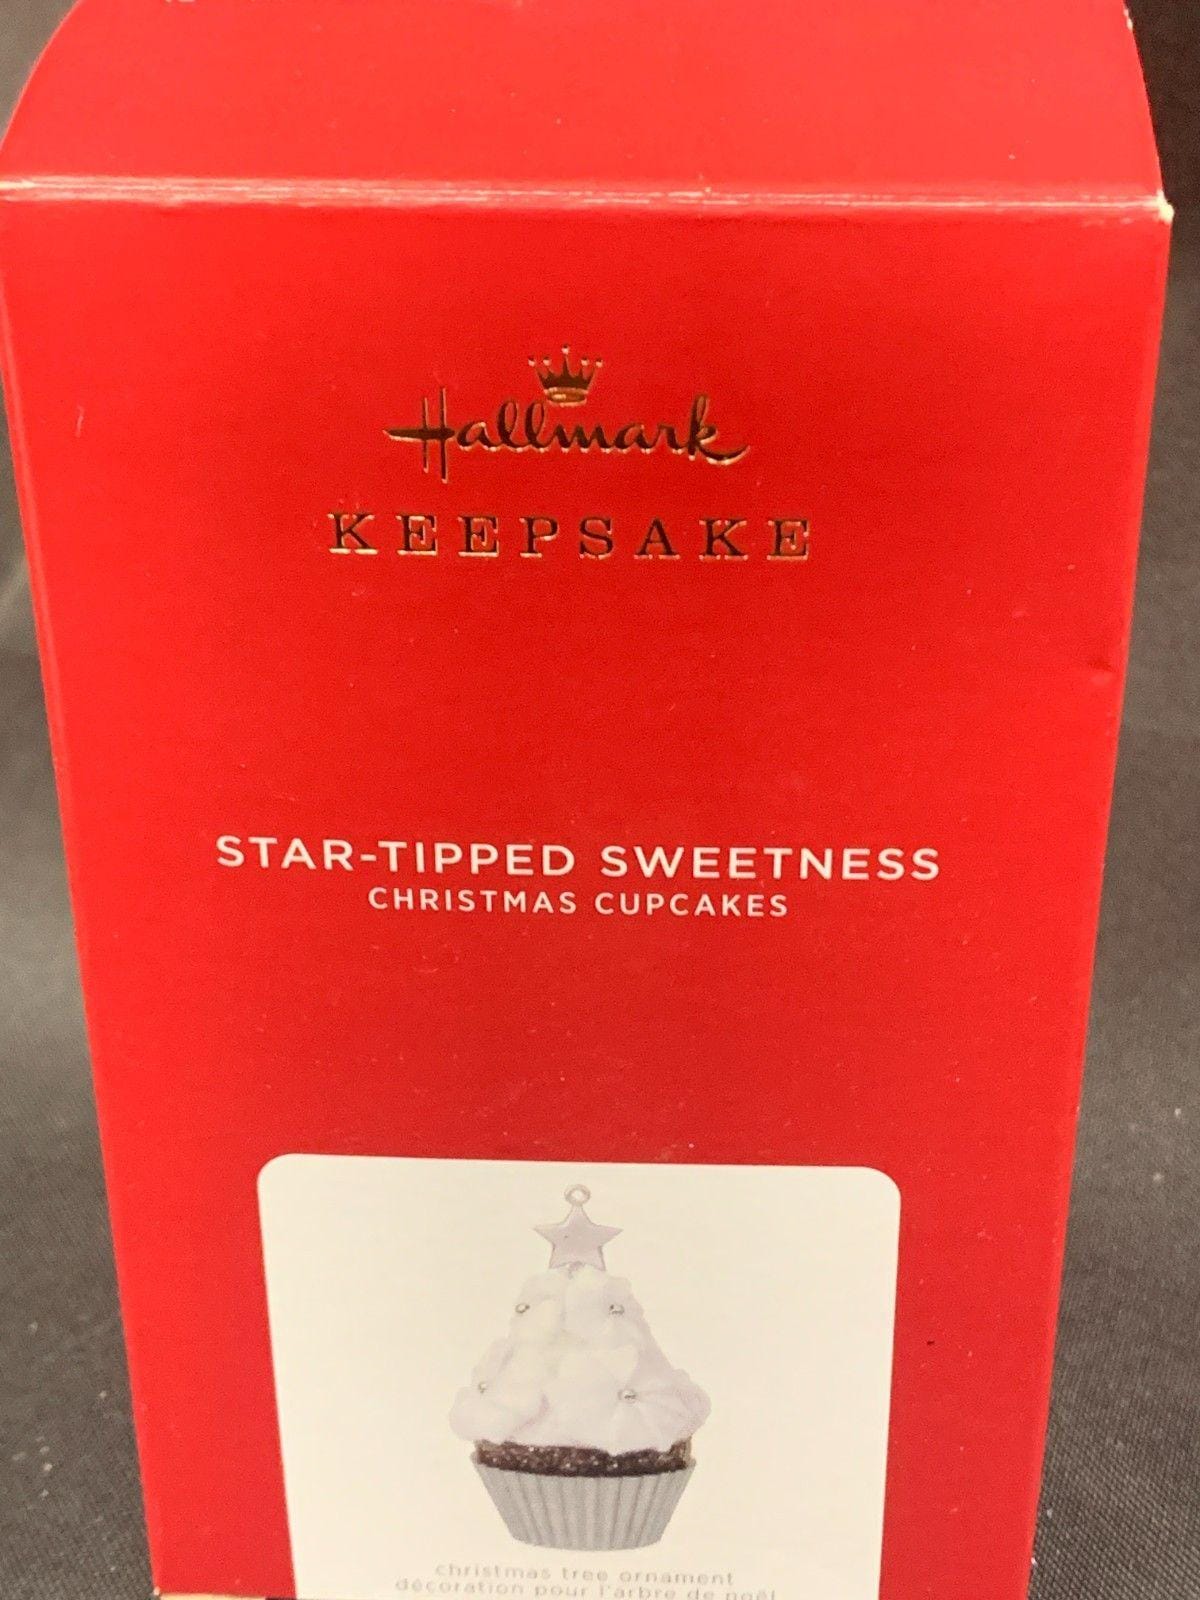 Hallmark
KEEPSAKE
STAR-TIPPED SWEETNESS
CHRISTMAS CUPCAKES
christmas tree ornament
décoration pour l'arbre de noël